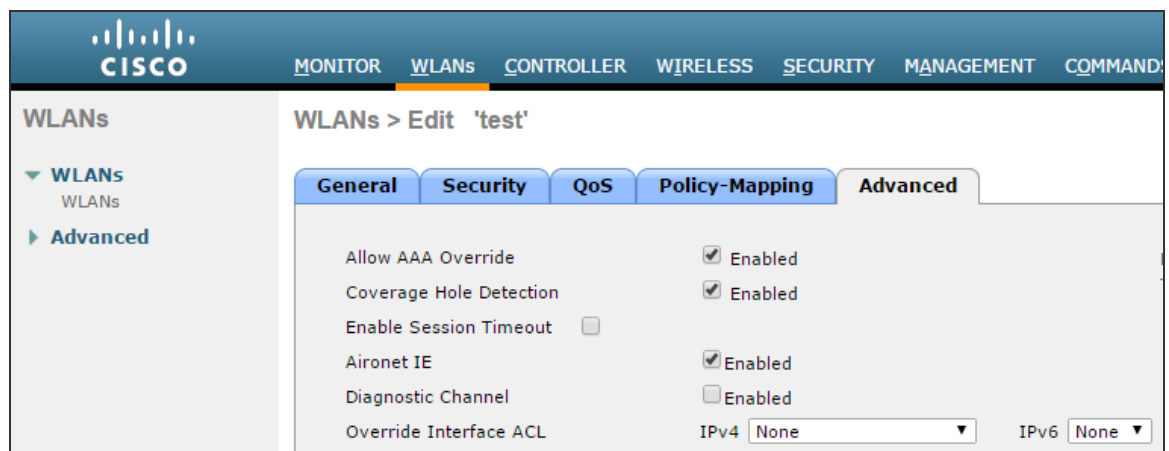 CISCO
MONITOR WLANs CONTROLLER WIRELESS SECURITY MANAGEMENT
WLANs
WLANs > Edit 'test'
WLANs
WLANs
Advanced
General Security QoS Policy-Mapping Advanced
Allow AAA Override Enabled
Coverage Hole Detection Enabled
Enable Session Timeout
Aironet IE Enabled
Diagnostic Channel Enabled
Override Interface ACL IPv4 None IPv6 None